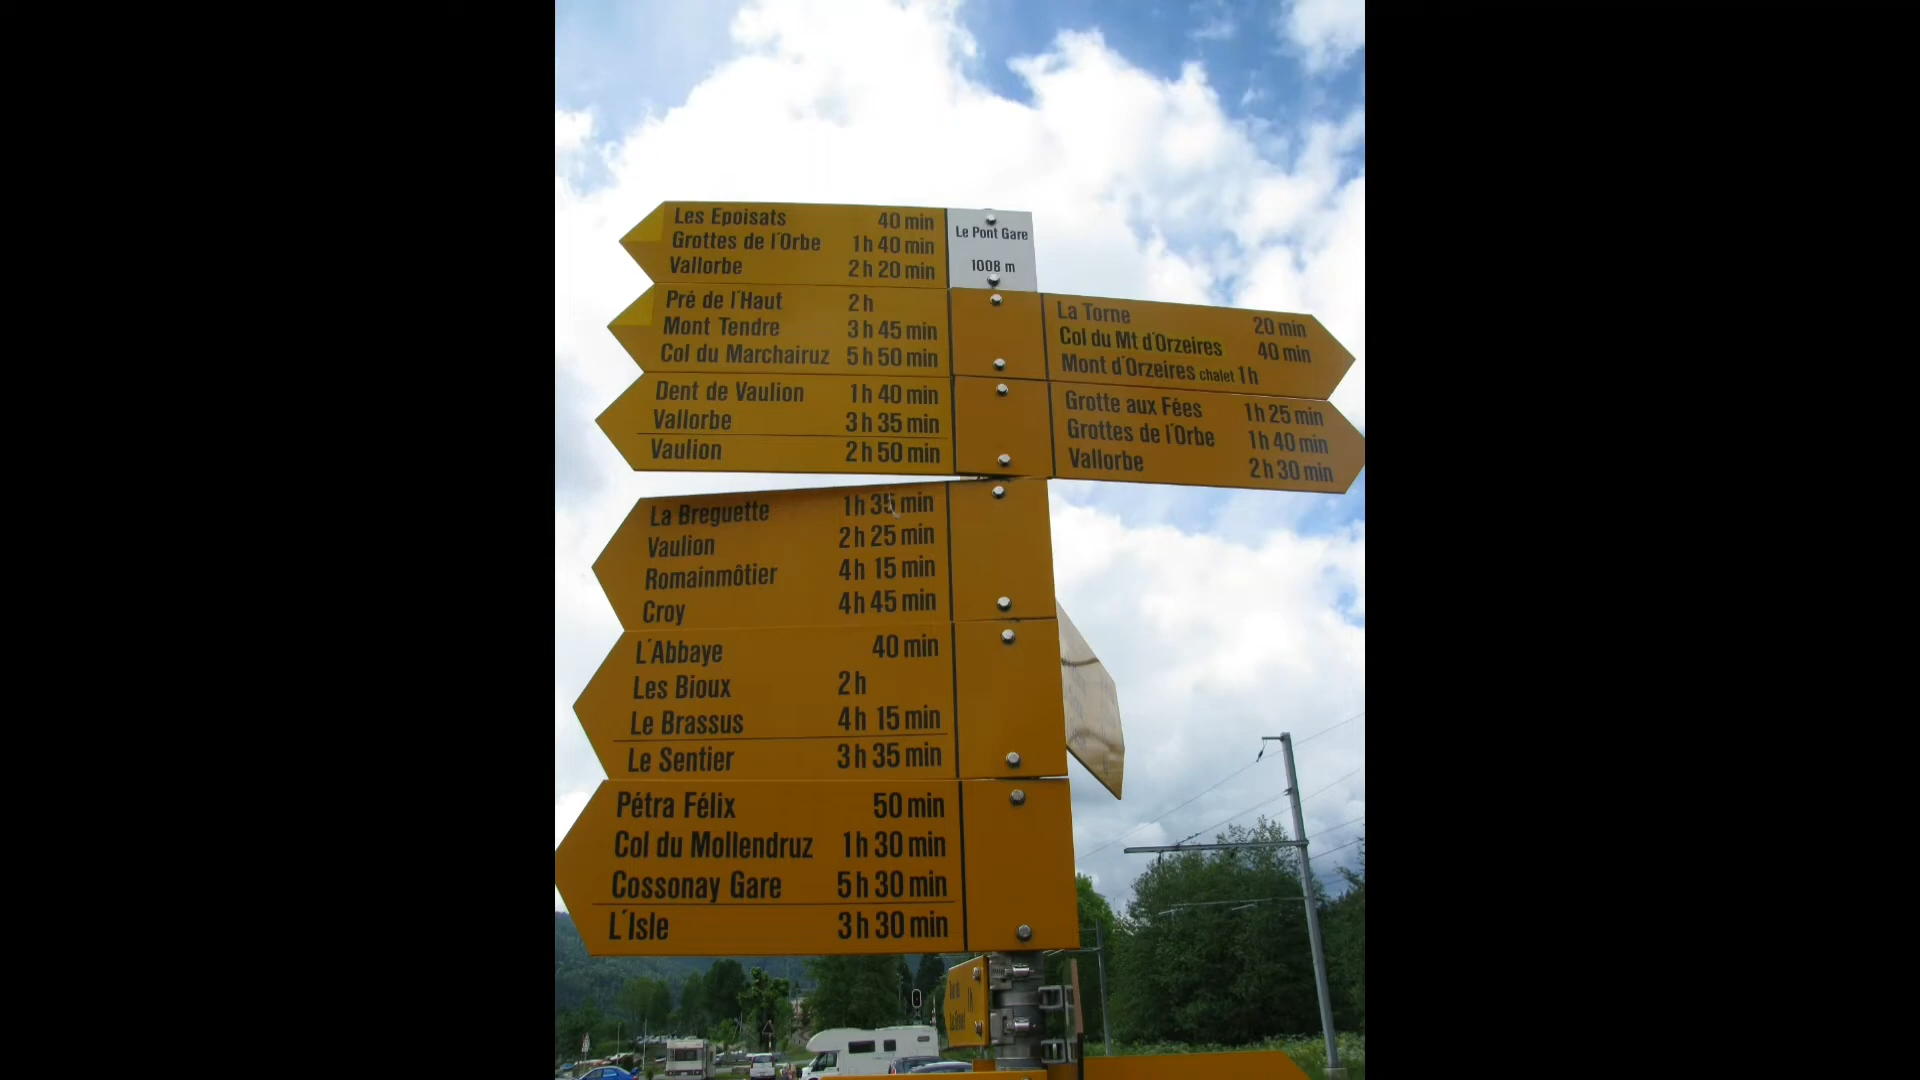 Les Epoisats 40 min
Grottes de l'Orbe 1h 40 min
Vallorbe 2h 20 min
Le Pont Gare
1008 m
Pré de l'Haut 2h
Mont Tendre 3h 45 min
Col du Marchairuz 5h 50 min
La Torne 20 min
Col du Mt d'Orzeires 40 min
Mont d'Orzeires chalet 1h
Dent de Vaulion 1h 40 min
Vallorbe 3h 35 min
Vaulion 2h 50 min
Grotte aux Fées 1h 25 min
Grottes de l'Orbe 1h 40 min
Vallorbe 2h 30 min
La Breguette 1h 35 min
Vaulion 2h 25 min
Romainmôtier 4h 15 min
Croy 4h 45 min
L'Abbaye 40 min
Les Bioux 2h
Le Brassus 4h 15 min
Le Sentier 3h 35 min
Pétra Félix 50 min
Col du Mollendruz 1h 30 min
Cossonay Gare 5h 30 min
L'Isle 3h 30 min
1h